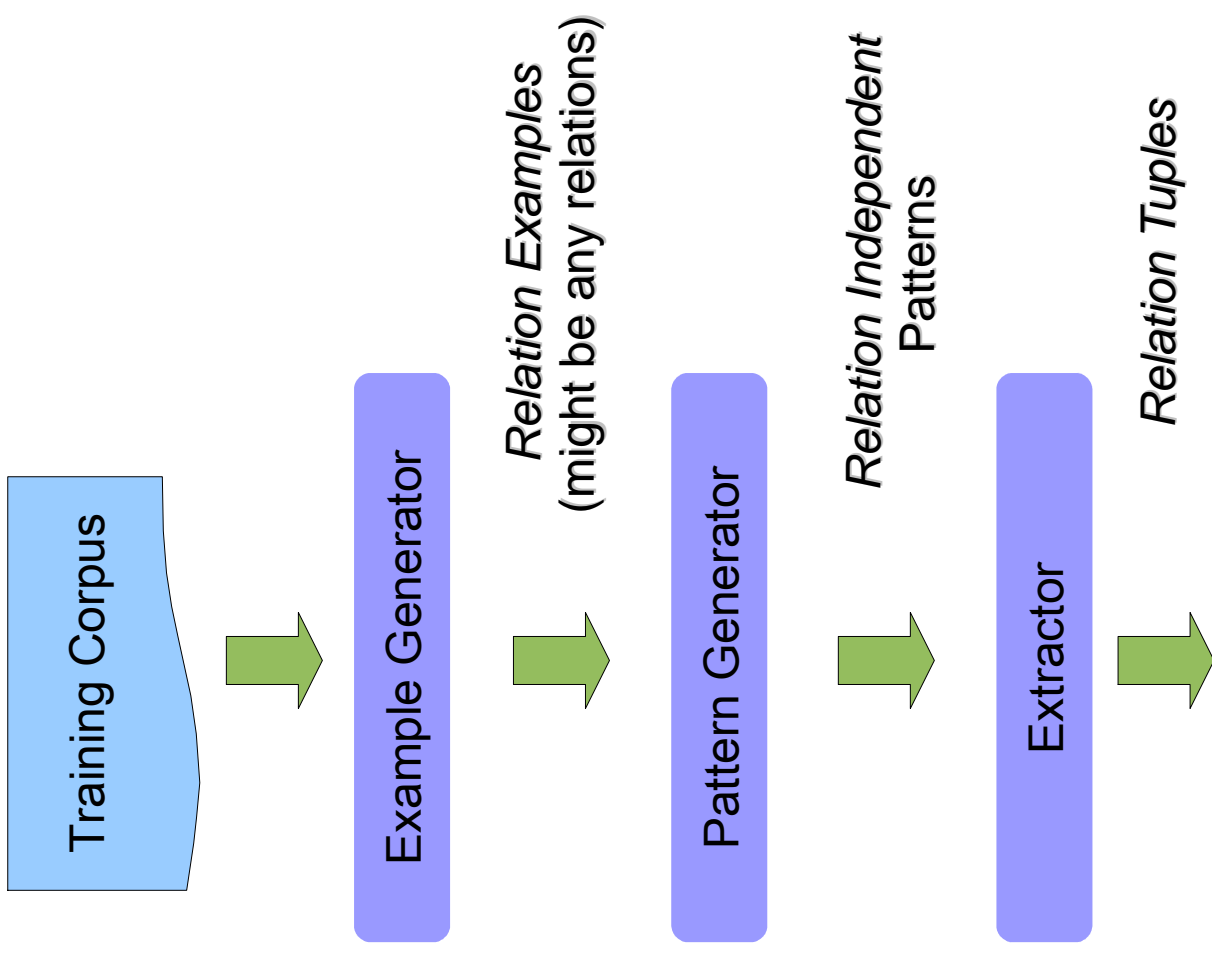 Training Corpus
Example Generator
Relation Examples
(might be any relations)
Pattern Generator
Relation Independent
Patterns
Extractor
Relation Tuples